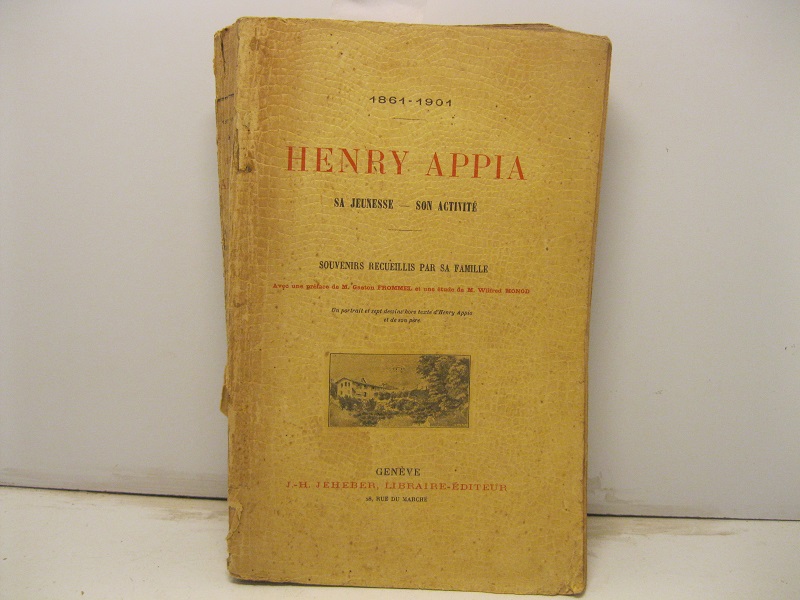 1861-1901
HENRY APPIA
SA JEUNESSE — SON ACTIVITÉ
SOUVENIRS RECUEILLIS PAR SA FAMILLE
Avec une préface de M. Gaston FROMMEL et une étude de M. Wilfred MONOD
Un portrait et sept dessins hors texte d'Henry Appia
et de son père
GENÈVE
J.-H. JEHEBER, LIBRAIRE-ÉDITEUR
28, RUE DU MARCHÉ